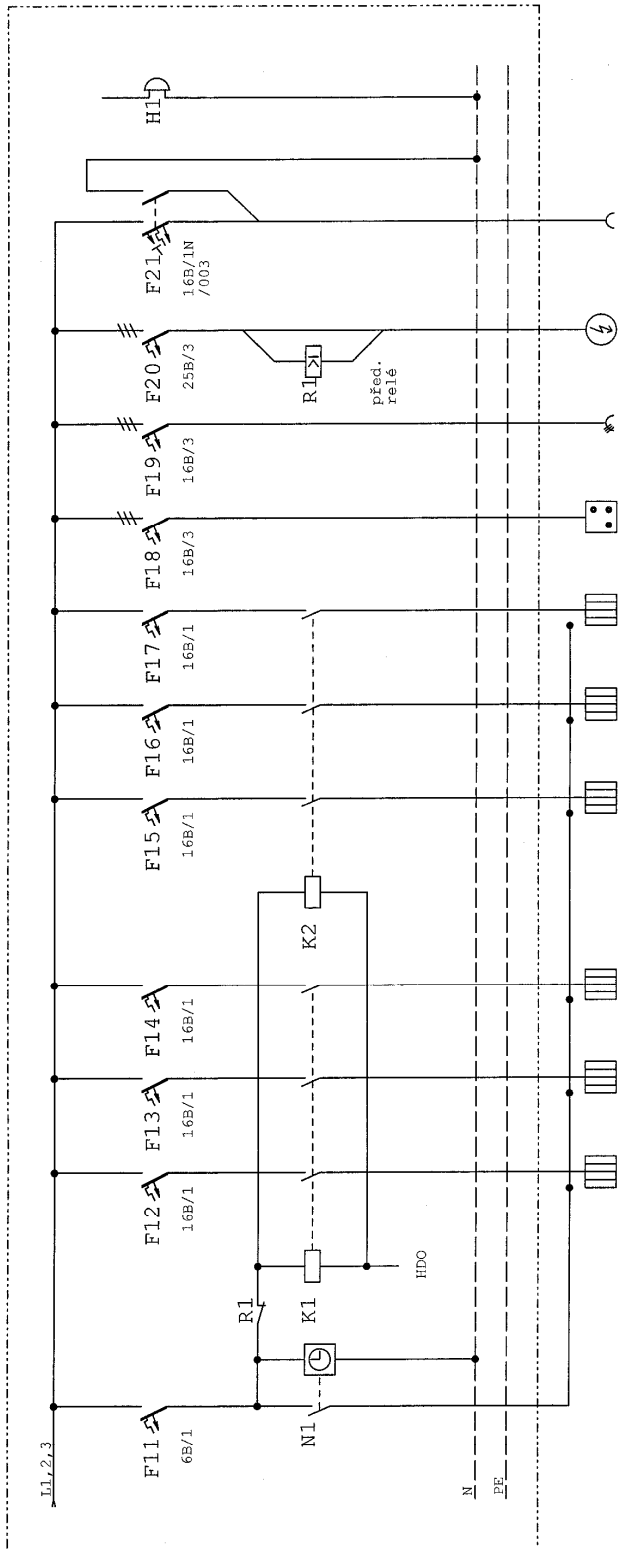 L1,2,3
F11
6B/1
N1
R1
K1
HDO
F12
16B/1
F13
16B/1
F14
16B/1
K2
F15
16B/1
F16
16B/1
F17
16B/1
F18
16B/3
F19
16B/3
F20
25B/3
R1
před.
relé
F21
16B/1N
/003
H1
N
PE